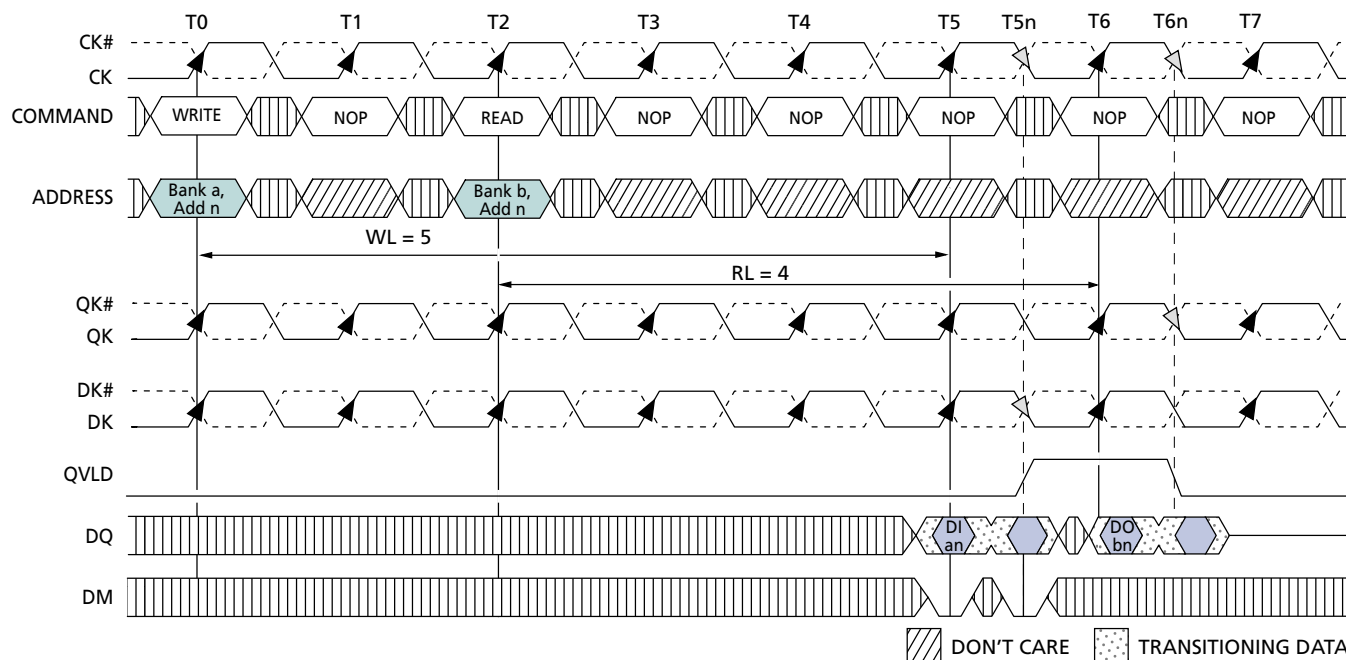 T0 T1 T2 T3 T4 T5 T5n T6 T6n T7
CK#
CK
COMMAND WRITE NOP READ NOP NOP NOP NOP NOP
ADDRESS Bank a, Add n Bank b, Add n
WL = 5
RL = 4
QK#
QK
DK#
DK
QVLD
DQ DI an DO bn
DM
DON'T CARE TRANSITIONING DATA